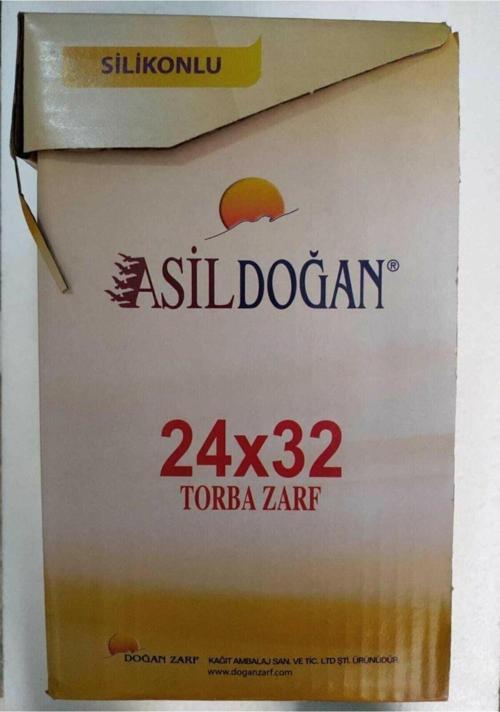 SİLİKONLU
ASİLDOĞAN®
24x32
TORBA ZARF
DOĞAN ZARF KAĞIT AMBALAJ SAN. VE TİC. LTD ŞTİ. ÜRÜNÜDÜR
www.doganzarf.com